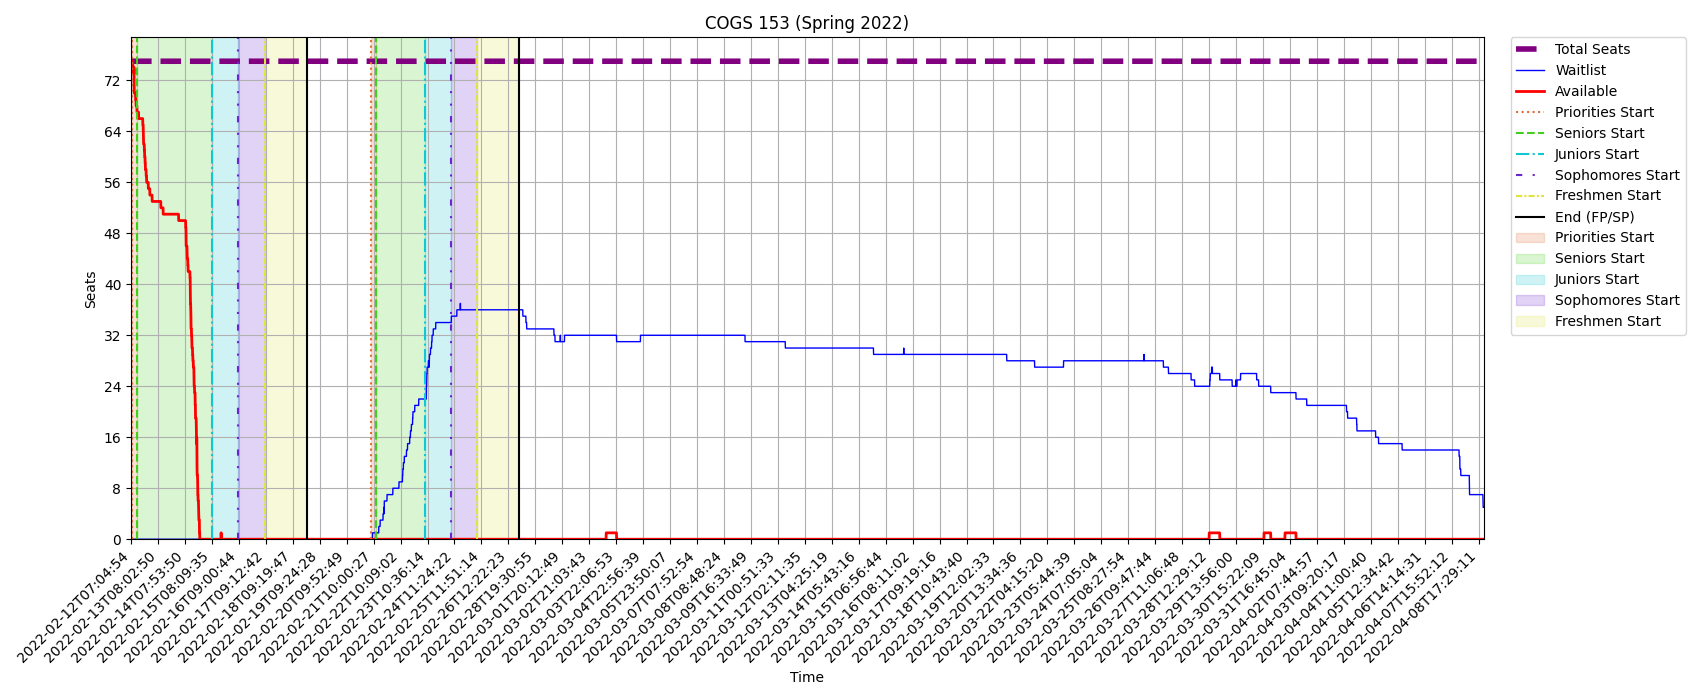 COGS 153 (Spring 2022)
Total Seats
Waitlist
Available
Priorities Start
Seniors Start
Juniors Start
Sophomores Start
Freshmen Start
End (FP/SP)
Priorities Start
Seniors Start
Juniors Start
Sophomores Start
Freshmen Start
Seats
72
64
56
48
40
32
24
16
8
0
2022-02-12T7:04:54
2022-02-13T08:02:50
2022-02-14T07:53:50
2022-02-15T08:09:35
2022-02-16T09:00:44
2022-02-17T09:12:42
2022-02-18T09:19:47
2022-02-19T09:24:28
2022-02-20T09:52:49
2022-02-21T10:00:27
2022-02-22T10:09:02
2022-02-23T10:36:14
2022-02-24T11:24:22
2022-02-25T11:51:14
2022-02-26T12:22:23
2022-02-28T19:30:55
2022-03-01T20:12:49
2022-03-02T21:03:43
2022-03-03T22:06:53
2022-03-04T22:56:39
2022-03-05T23:50:07
2022-03-07T07:52:54
2022-03-08T08:48:24
2022-03-09T16:33:49
2022-03-11T00:51:33
2022-03-12T02:11:35
2022-03-13T04:25:19
2022-03-14T05:43:16
2022-03-15T06:56:44
2022-03-16T08:11:02
2022-03-17T09:19:16
2022-03-18T10:43:40
2022-03-19T12:02:33
2022-03-20T13:34:36
2022-03-22T04:15:20
2022-03-23T05:44:39
2022-03-24T07:05:04
2022-03-25T08:27:54
2022-03-26T09:47:44
2022-03-27T11:06:48
2022-03-28T12:29:12
2022-03-29T13:56:00
2022-03-30T15:22:09
2022-03-31T16:45:04
2022-04-02T07:44:57
2022-04-03T09:20:17
2022-04-04T11:00:40
2022-04-05T12:34:42
2022-04-06T14:14:31
2022-04-07T15:52:12
2022-04-08T17:29:11
Time